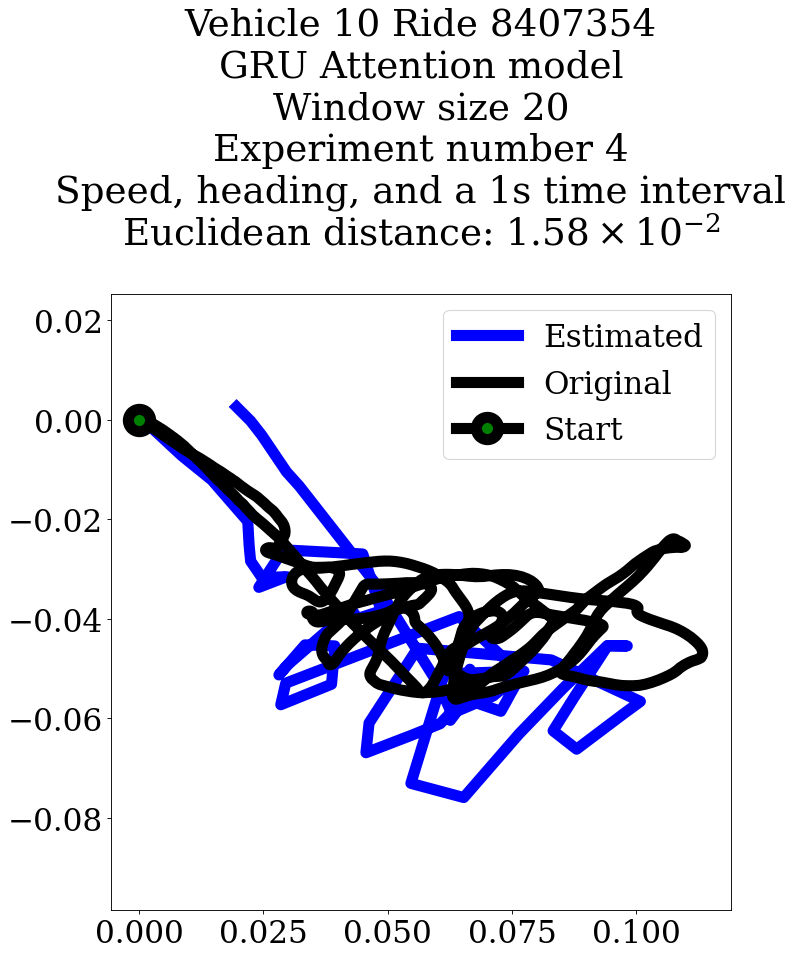 Vehicle 10 Ride 8407354
GRU Attention model
Window size 20
Experiment number 4
Speed, heading, and a 1s time interval
Euclidean distance: 1.58 × 10⁻²
Estimated
Original
Start
0.02
0.00
−0.02
−0.04
−0.06
−0.08
0.000 0.025 0.050 0.075 0.100